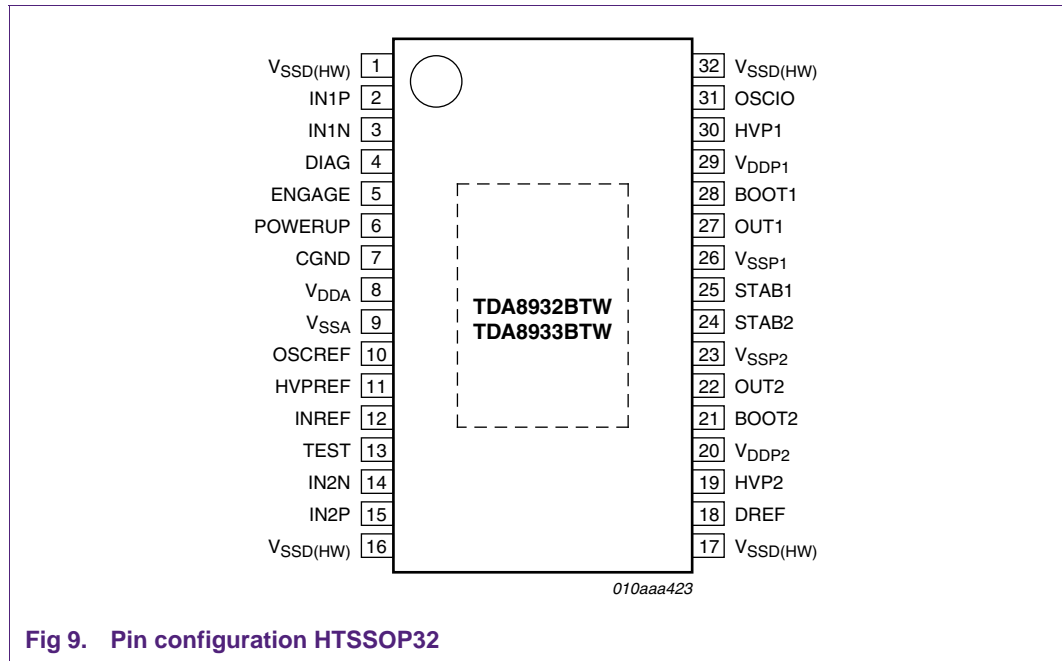 VSSD(HW) 1
IN1P 2
IN1N 3
DIAG 4
ENGAGE 5
POWERUP 6
CGND 7
VDDA 8
VSSA 9
OSCREF 10
HVPREF 11
INREF 12
TEST 13
IN2N 14
IN2P 15
VSSD(HW) 16
TDA8932BTW
TDA8933BTW
32 VSSD(HW)
31 OSCIO
30 HVP1
29 VDDP1
28 BOOT1
27 OUT1
26 VSSP1
25 STAB1
24 STAB2
23 VSSP2
22 OUT2
21 BOOT2
20 VDDP2
19 HVP2
18 DREF
17 VSSD(HW)
010aaa423
Fig 9. Pin configuration HTSSOP32